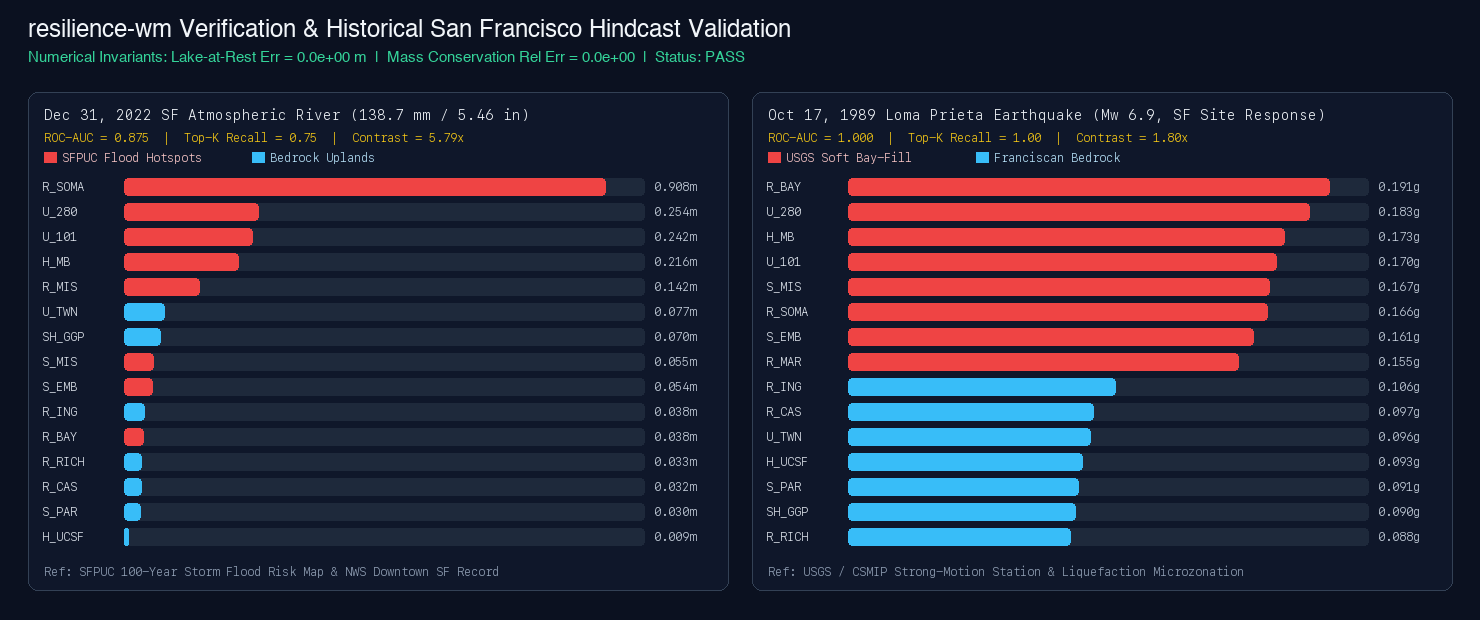 resilience-wm Verification & Historical San Francisco Hindcast Validation
Numerical Invariants: Lake-at-Rest Err = 0.0e+00 m | Mass Conservation Rel Err = 0.0e+00 | Status: PASS
Dec 31, 2022 SF Atmospheric River (138.7 mm / 5.46 in)
ROC-AUC = 0.875 | Top-K Recall = 0.75 | Contrast = 5.79x
SFPUC Flood Hotspots Bedrock Uplands
R_SOMA 0.908m
U_280 0.254m
U_101 0.242m
H_MB 0.216m
R_MIS 0.142m
U_TWN 0.077m
SH_GGP 0.070m
S_MIS 0.055m
S_EMB 0.054m
R_ING 0.038m
R_BAY 0.038m
R_RICH 0.033m
R_CAS 0.032m
S_PAR 0.030m
H_UCSF 0.009m
Ref: SFPUC 100-Year Storm Flood Risk Map & NWS Downtown SF Record
Oct 17, 1989 Loma Prieta Earthquake (Mw 6.9, SF Site Response)
ROC-AUC = 1.000 | Top-K Recall = 1.00 | Contrast = 1.80x
USGS Soft Bay-Fill Franciscan Bedrock
R_BAY 0.191g
U_280 0.183g
H_MB 0.173g
U_101 0.170g
S_MIS 0.167g
R_SOMA 0.166g
S_EMB 0.161g
R_MAR 0.155g
R_ING 0.106g
R_CAS 0.097g
U_TWN 0.096g
H_UCSF 0.093g
S_PAR 0.091g
SH_GGP 0.090g
R_RICH 0.088g
Ref: USGS / CSMIP Strong-Motion Station & Liquefaction Microzonation